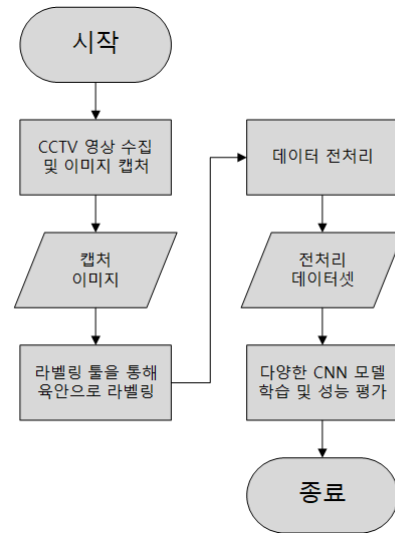 시작
CCTV 영상 수집
및 이미지 캡처
캡처
이미지
라벨링 툴을 통해
육안으로 라벨링
데이터 전처리
전처리
데이터셋
다양한 CNN 모델
학습 및 성능 평가
종료